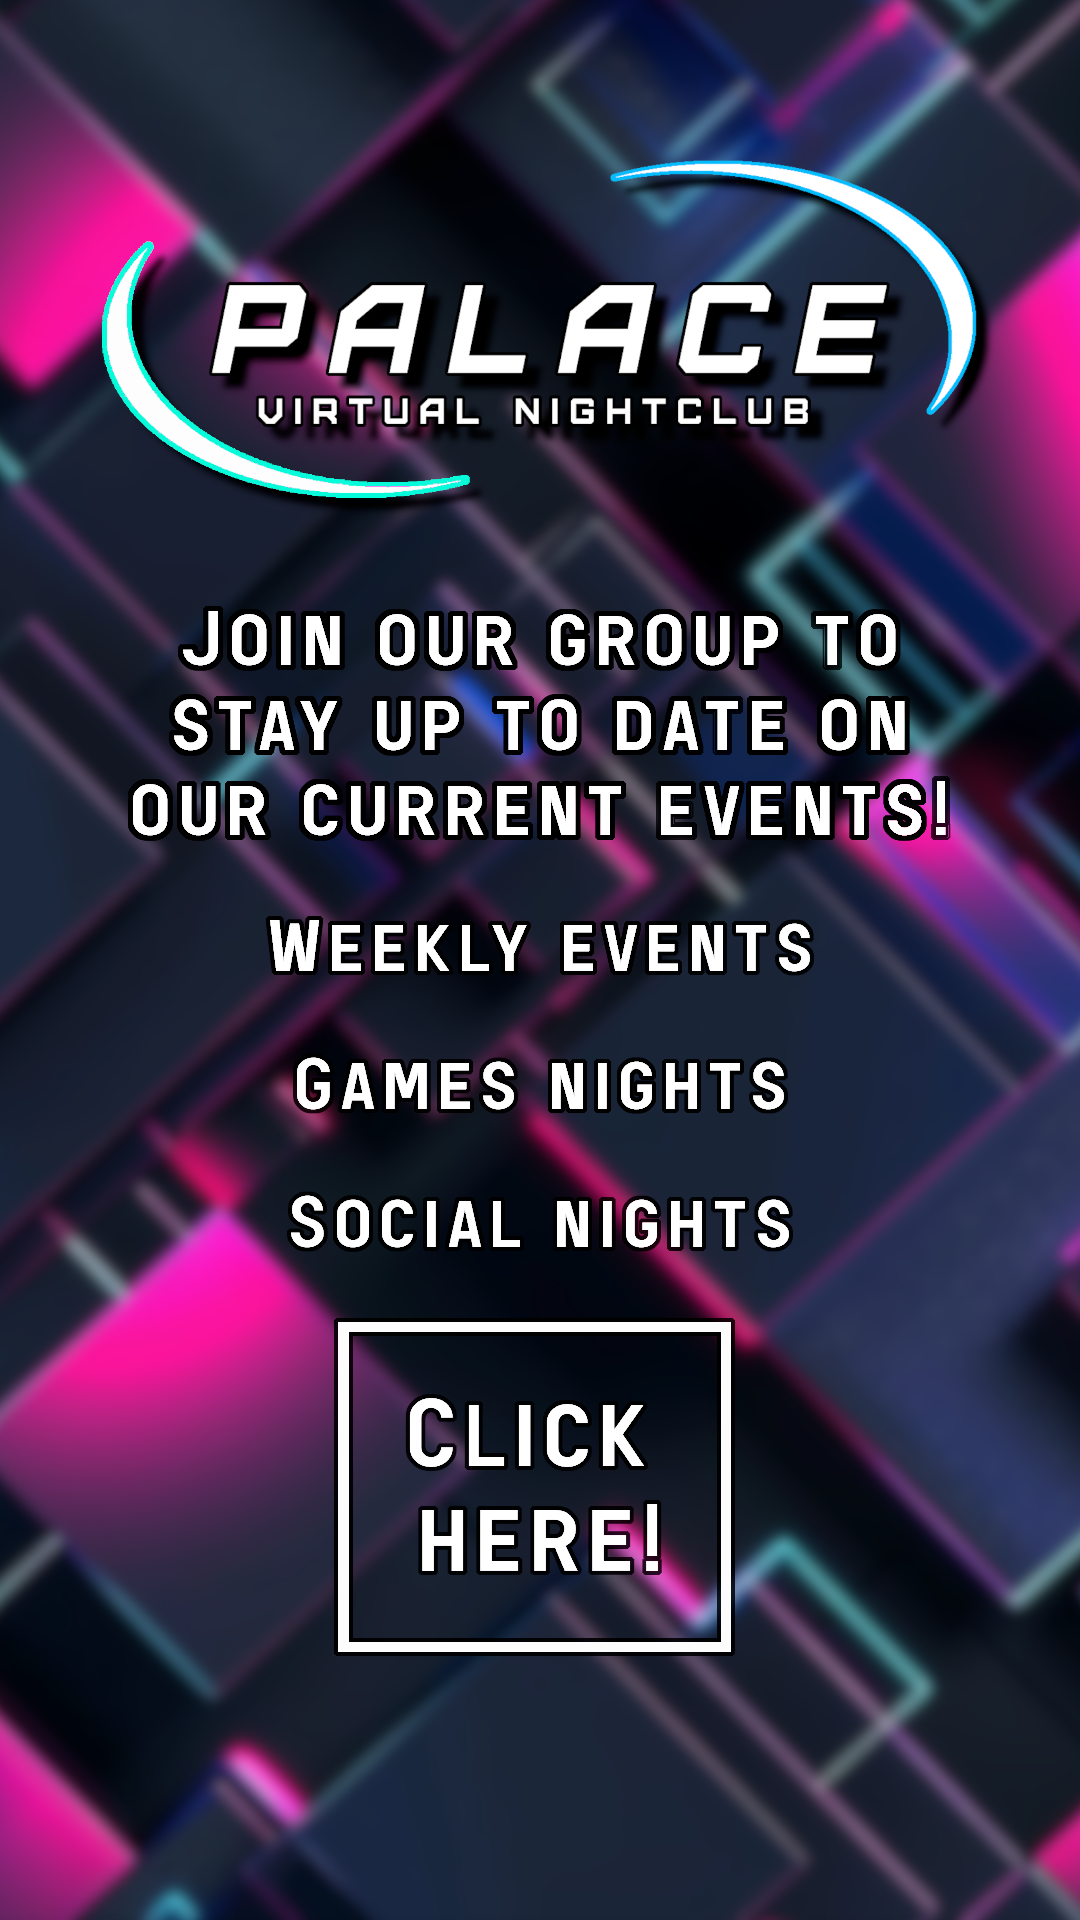 PALACE
VIRTUAL NIGHTCLUB
Join our group to
stay up to date on
our current events!
Weekly events
Games nights
Social nights
Click
here!